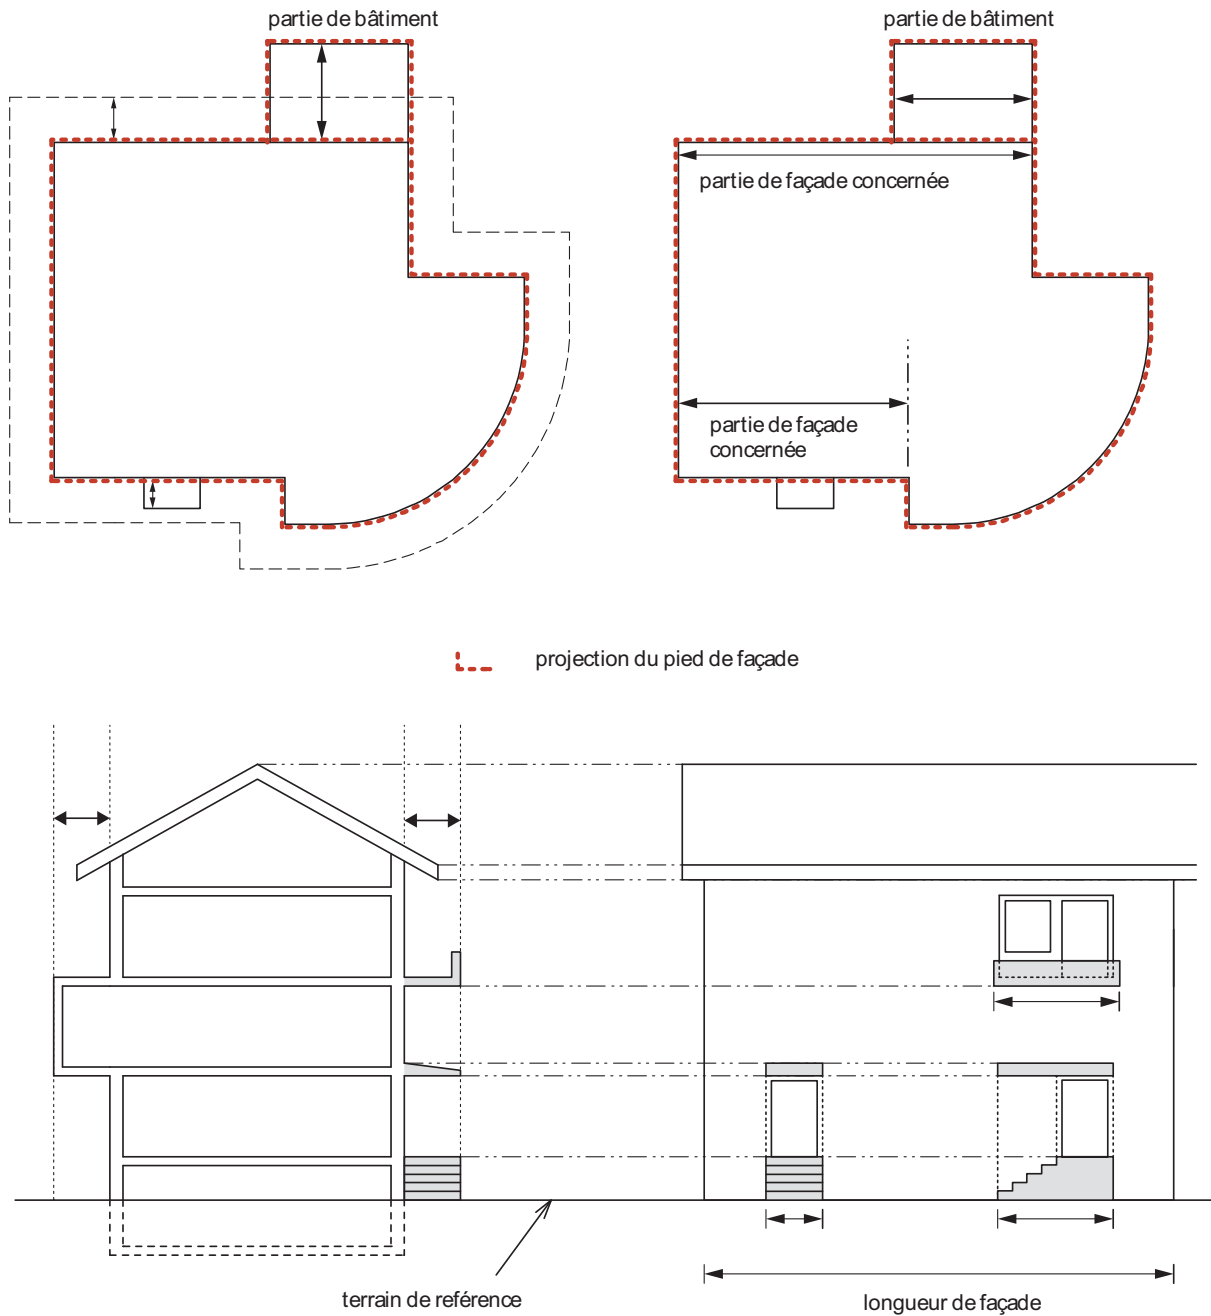 partie de bâtiment
partie de bâtiment
partie de façade concernée
partie de façade
concernée
projection du pied de façade
terrain de reférence
longueur de façade